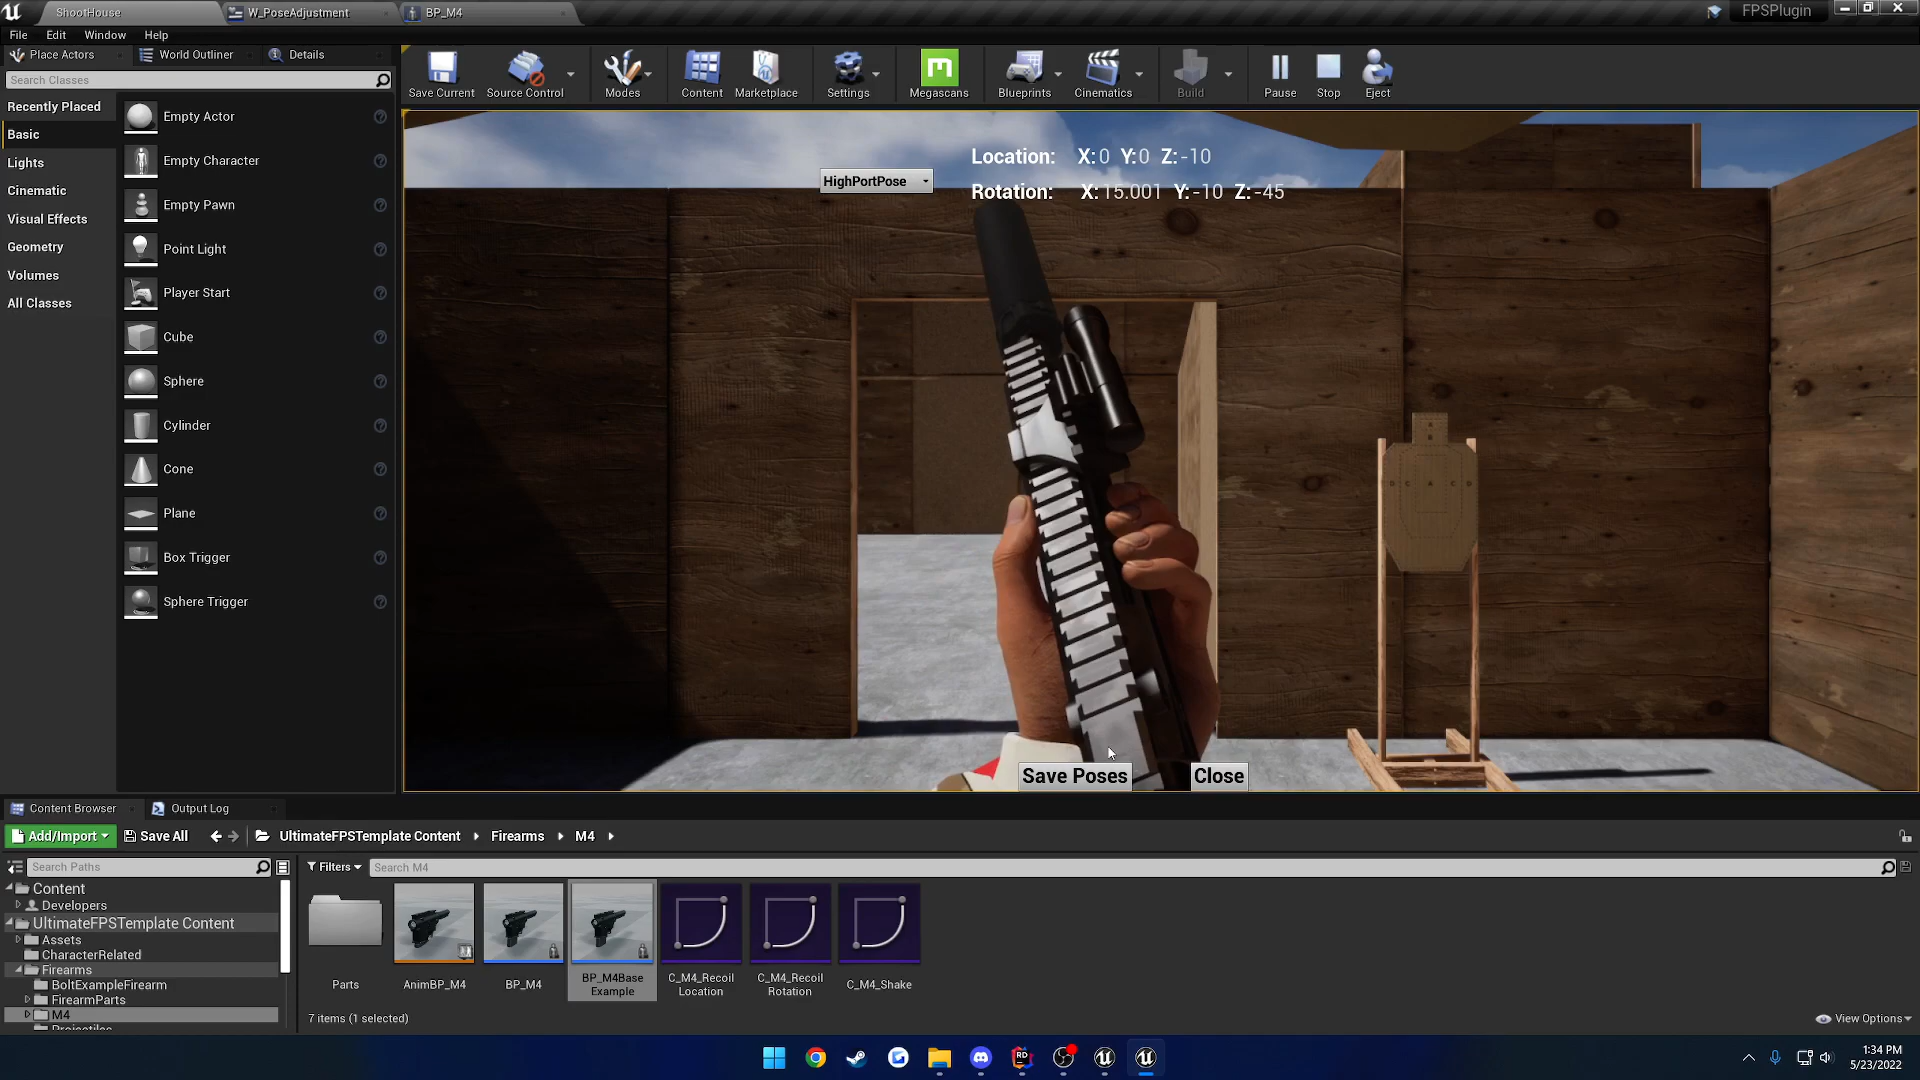 ShootHouse
W_PoseAdjustment
BP_M4
FPSPlugin
File Edit Window Help
Place Actors World Outliner Details
Search Classes
Save Current
Source Control
Modes
Content
Marketplace
Settings
Megascans
Blueprints
Cinematics
Build
Pause
Stop
Eject
Recently Placed
Basic
Lights
Cinematic
Visual Effects
Geometry
Volumes
All Classes
Empty Actor
Empty Character
Empty Pawn
Point Light
Player Start
Cube
Sphere
Cylinder
Cone
Plane
Box Trigger
Sphere Trigger
Location: X:0 Y:0 Z:-10
HighPortPose
Rotation: X:15.001 Y:-10 Z:-45
Save Poses
Close
Content Browser Output Log
Add/Import Save All UltimateFPSTemplate Content Firearms M4
Search Paths
Filters
Search M4
Content
Developers
UltimateFPSTemplate Content
Assets
CharacterRelated
Firearms
BoltExampleFirearm
FirearmParts
M4
Projectiles
Parts
AnimBP_M4
BP_M4
BP_M4Base
Example
C_M4_Recoil
Location
C_M4_Recoil
Rotation
C_M4_Shake
7 items (1 selected)
View Options
1:34 PM
5/23/2022